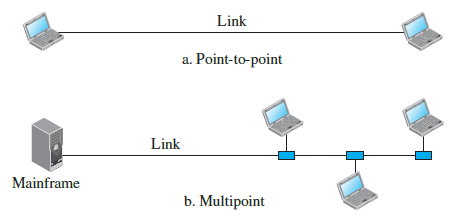 Link
a. Point-to-point
Link
Mainframe
b. Multipoint